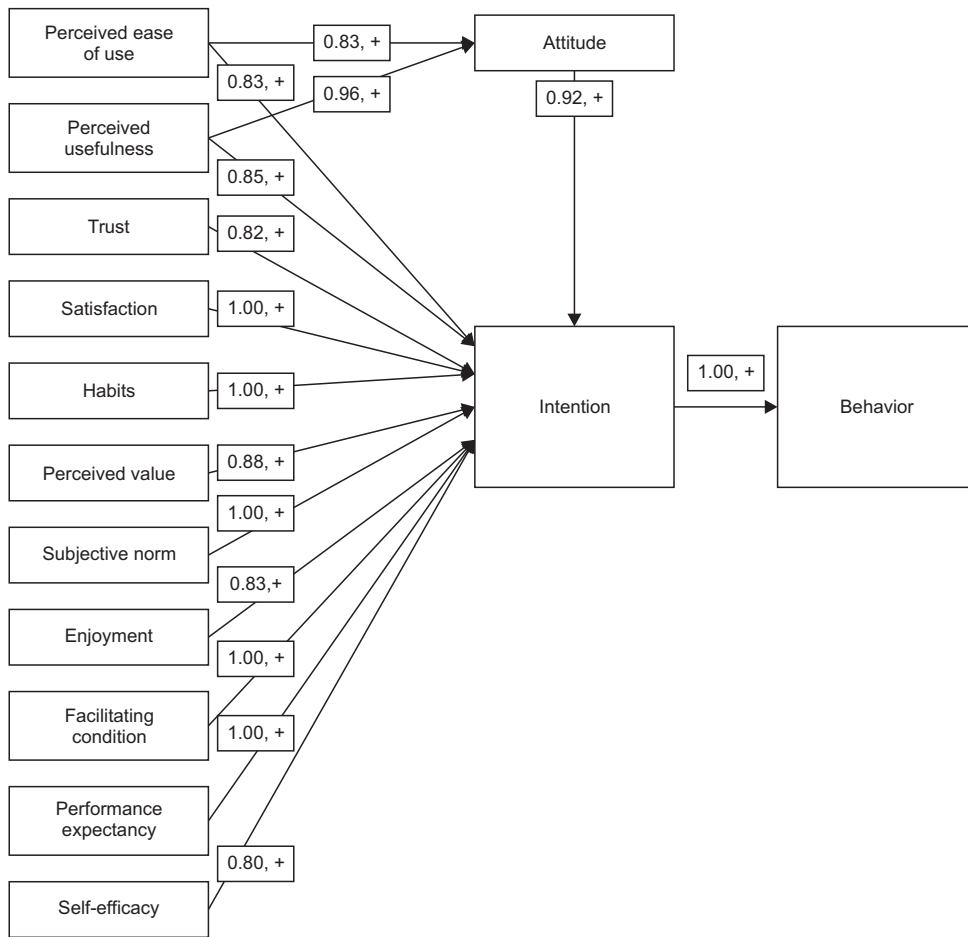 Perceived ease
of use
0.83, +
Attitude
0.83, +
0.96, +
0.92, +
Perceived
usefulness
0.85, +
Trust
0.82, +
Satisfaction
1.00, +
Habits
1.00, +
Intention
1.00, +
Behavior
Perceived value
0.88, +
1.00, +
Subjective norm
0.83,+
Enjoyment
1.00, +
Facilitating
condition
1.00, +
Performance
expectancy
0.80, +
Self-efficacy